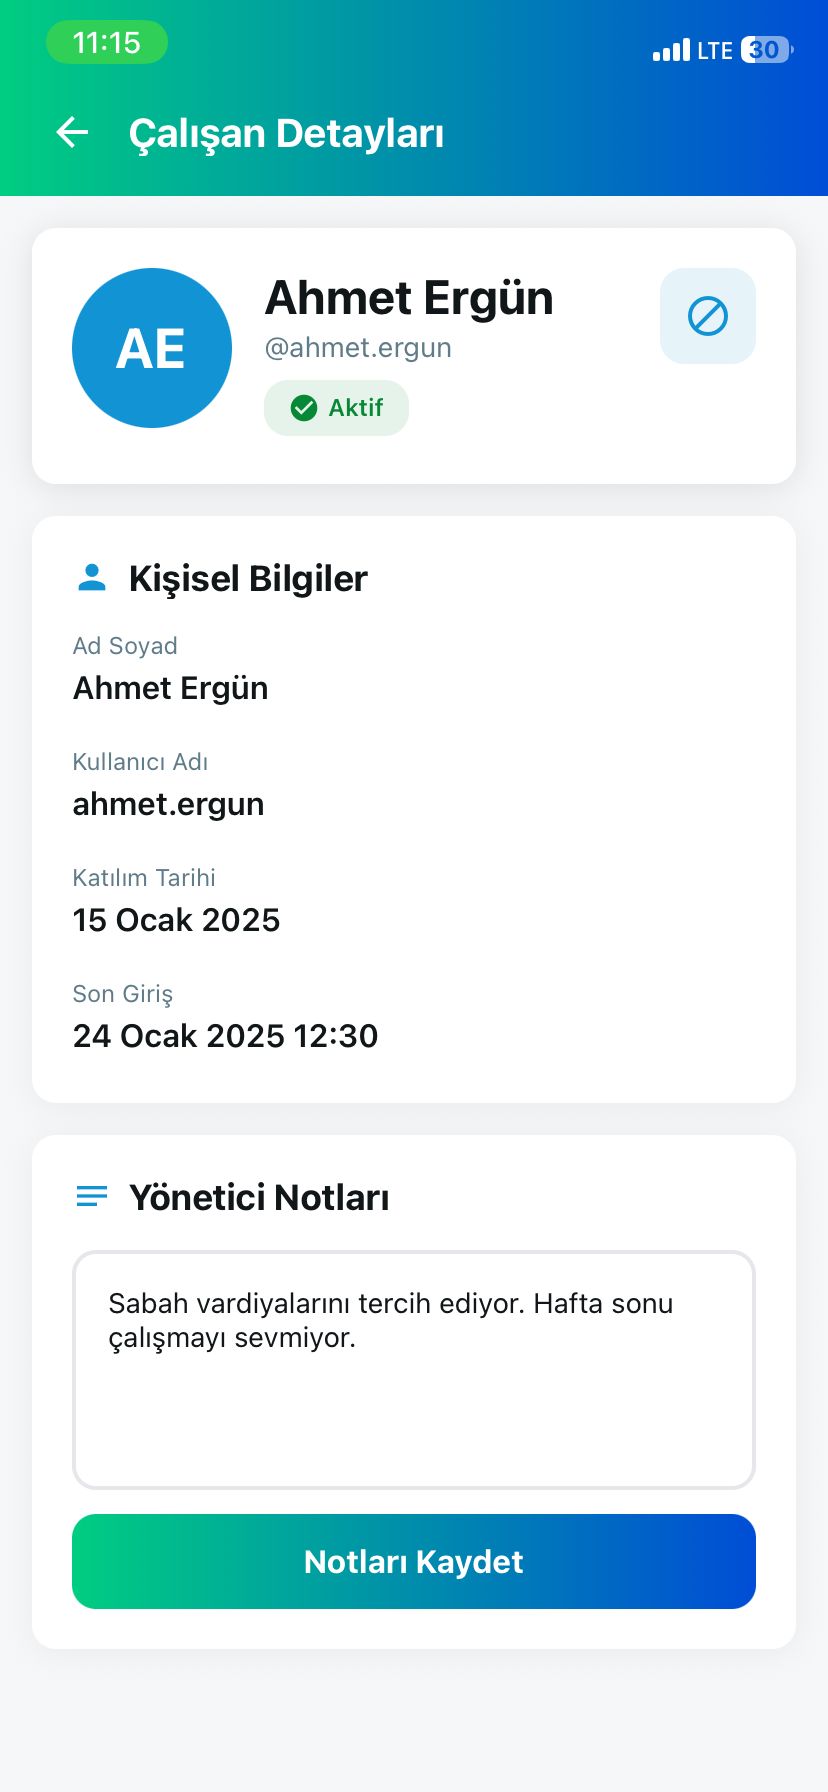 11:15
LTE 30
Çalışan Detayları
AE
Ahmet Ergün
@ahmet.ergun
Aktif
Kişisel Bilgiler
Ad Soyad
Ahmet Ergün
Kullanıcı Adı
ahmet.ergun
Katılım Tarihi
15 Ocak 2025
Son Giriş
24 Ocak 2025 12:30
Yönetici Notları
Sabah vardiyalarını tercih ediyor. Hafta sonu
çalışmayı sevmiyor.
Notları Kaydet